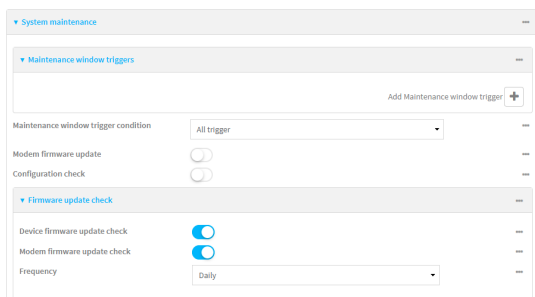 System maintenance
Maintenance window triggers
Add Maintenance window trigger
Maintenance window trigger condition
All trigger
Modem firmware update
Configuration check
Firmware update check
Device firmware update check
Modem firmware update check
Frequency
Daily